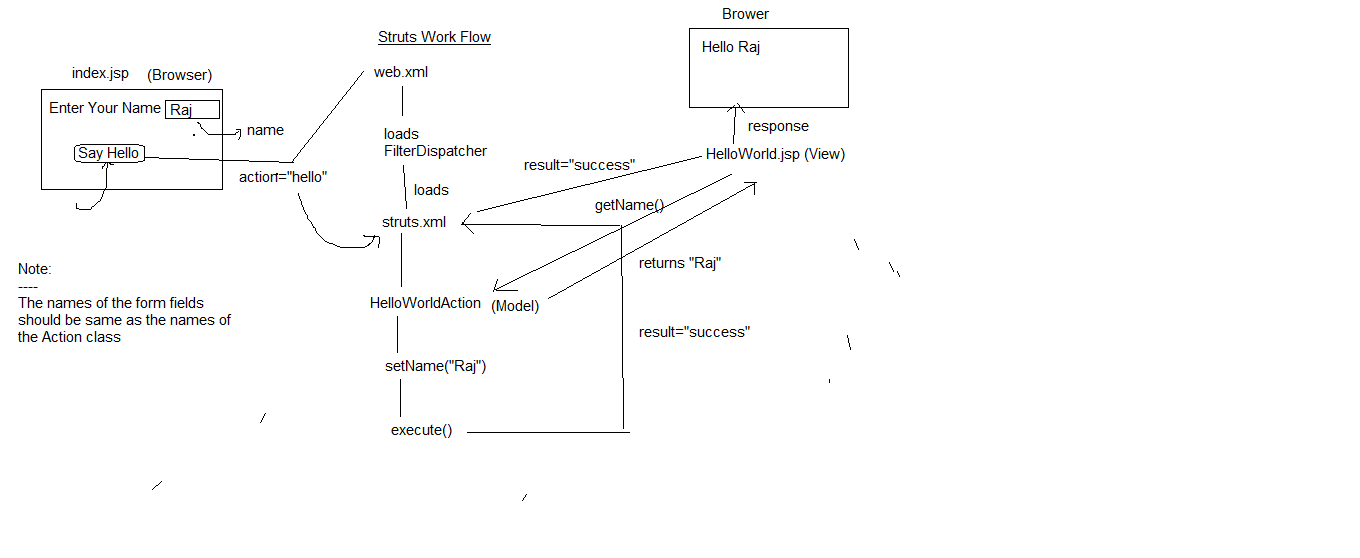 Struts Work Flow
index.jsp (Browser)
Enter Your Name Raj
name
Say Hello
action="hello"
web.xml
loads
FilterDispatcher
loads
struts.xml
HelloWorldAction (Model)
setName("Raj")
execute()
result="success"
result="success"
getName()
returns "Raj"
HelloWorld.jsp (View)
response
Brower
Hello Raj
Note:
----
The names of the form fields
should be same as the names of
the Action class